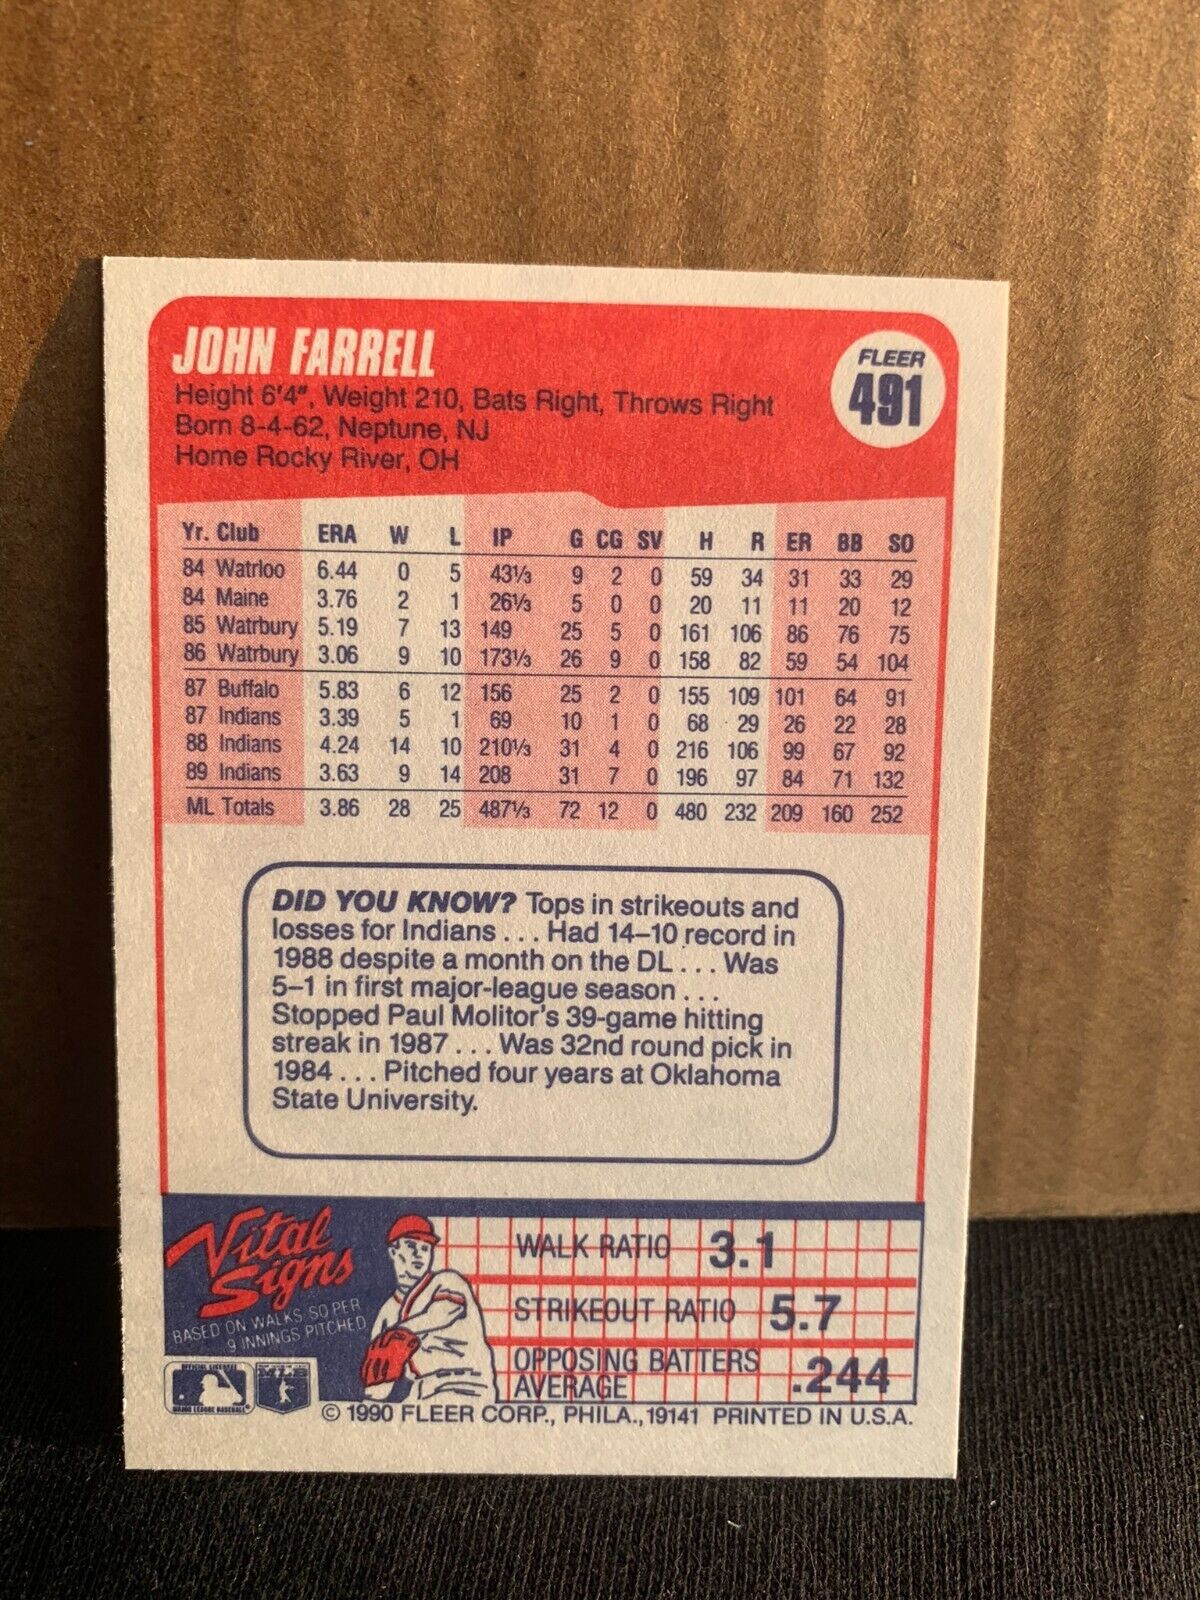 JOHN FARRELL
FLEER
491
Height 6'4", Weight 210, Bats Right, Throws Right
Born 8-4-62, Neptune, NJ
Home Rocky River, OH
Yr. Club ERA W L IP G CG SV H R ER BB SO
84 Watrloo 6.44 0 5 43⅓ 9 2 0 59 34 31 33 29
84 Maine 3.76 2 1 26⅓ 5 0 0 20 11 11 20 12
85 Watrbury 5.19 7 13 149 25 5 0 161 106 86 76 75
86 Watrbury 3.06 9 10 173⅓ 26 9 0 158 82 59 54 104
87 Buffalo 5.83 6 12 156 25 2 0 155 109 101 64 91
87 Indians 3.39 5 1 69 10 1 0 68 29 26 22 28
88 Indians 4.24 14 10 210⅓ 31 4 0 216 106 99 67 92
89 Indians 3.63 9 14 208 31 7 0 196 97 84 71 132
ML Totals 3.86 28 25 487⅓ 72 12 0 480 232 209 160 252
DID YOU KNOW? Tops in strikeouts and
losses for Indians . . . Had 14–10 record in
1988 despite a month on the DL . . . Was
5–1 in first major-league season . . .
Stopped Paul Molitor's 39-game hitting
streak in 1987 . . . Was 32nd round pick in
1984 . . . Pitched four years at Oklahoma
State University.
Vital
Signs
BASED ON WALKS, SO PER
9 INNINGS PITCHED
WALK RATIO 3.1
STRIKEOUT RATIO 5.7
OPPOSING BATTERS
AVERAGE .244
OFFICIAL LICENSEE
MAJOR LEAGUE BASEBALL
© 1990 FLEER CORP., PHILA., 19141 PRINTED IN U.S.A.